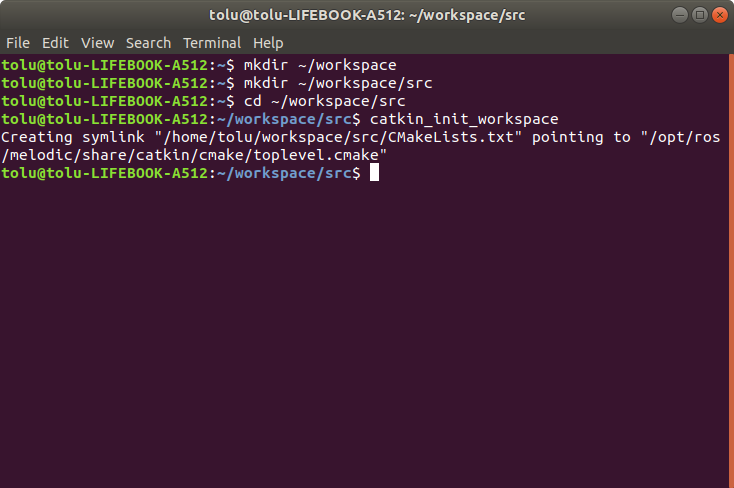 tolu@tolu-LIFEBOOK-A512: ~/workspace/src
File Edit View Search Terminal Help
tolu@tolu-LIFEBOOK-A512:~$ mkdir ~/workspace
tolu@tolu-LIFEBOOK-A512:~$ mkdir ~/workspace/src
tolu@tolu-LIFEBOOK-A512:~$ cd ~/workspace/src
tolu@tolu-LIFEBOOK-A512:~/workspace/src$ catkin_init_workspace
Creating symlink "/home/tolu/workspace/src/CMakeLists.txt" pointing to "/opt/ros
/melodic/share/catkin/cmake/toplevel.cmake"
tolu@tolu-LIFEBOOK-A512:~/workspace/src$